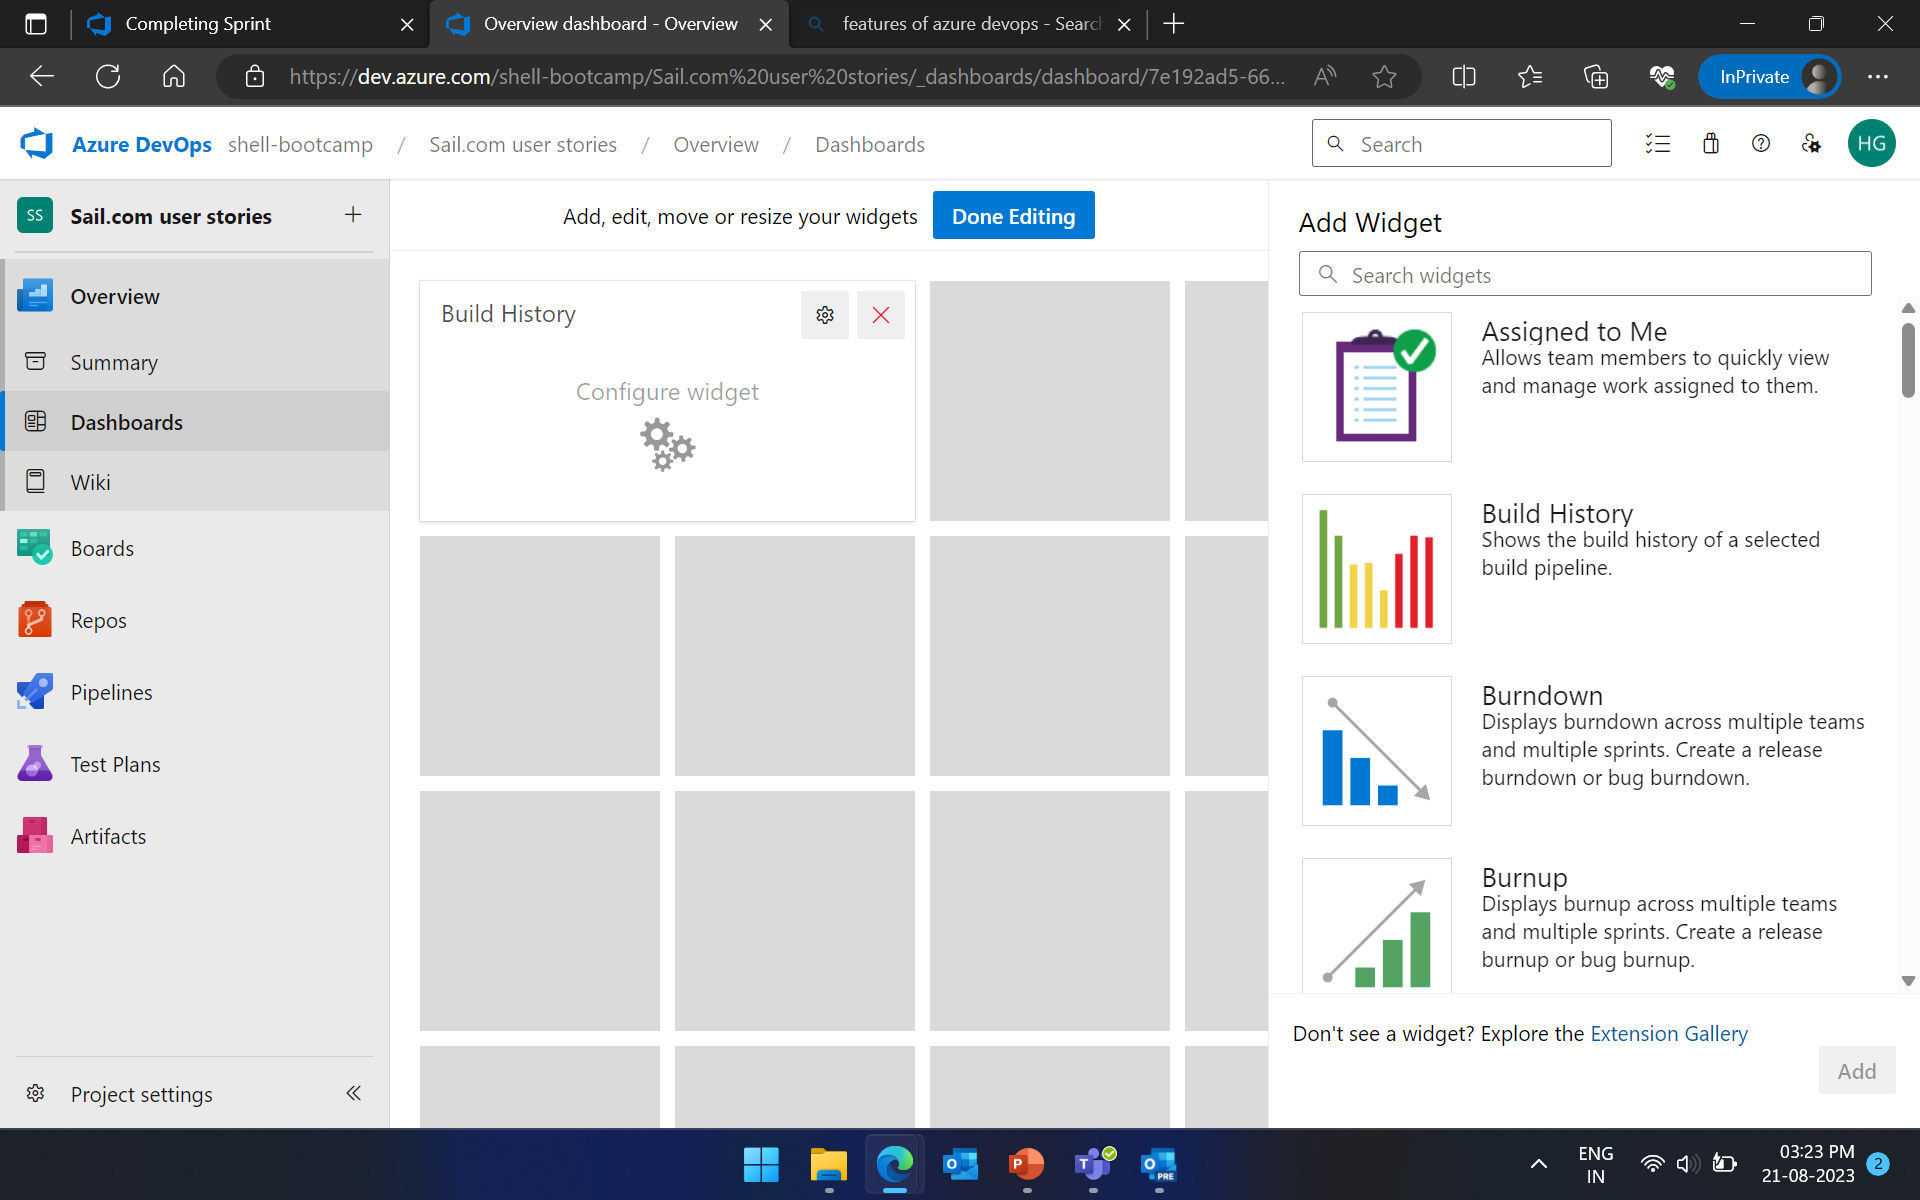 Completing Sprint
Overview dashboard - Overview
features of azure devops - Search
https://dev.azure.com/shell-bootcamp/Sail.com%20user%20stories/_dashboards/dashboard/7e192ad5-66...
InPrivate
Azure DevOps shell-bootcamp / Sail.com user stories / Overview / Dashboards
Search
HG
SS Sail.com user stories
Add, edit, move or resize your widgets
Done Editing
Overview
Summary
Dashboards
Wiki
Boards
Repos
Pipelines
Test Plans
Artifacts
Project settings
Build History
Configure widget
Add Widget
Search widgets
Assigned to Me
Allows team members to quickly view
and manage work assigned to them.
Build History
Shows the build history of a selected
build pipeline.
Burndown
Displays burndown across multiple teams
and multiple sprints. Create a release
burndown or bug burndown.
Burnup
Displays burnup across multiple teams
and multiple sprints. Create a release
burnup or bug burnup.
Don't see a widget? Explore the Extension Gallery
Add
ENG
IN
03:23 PM
21-08-2023
2